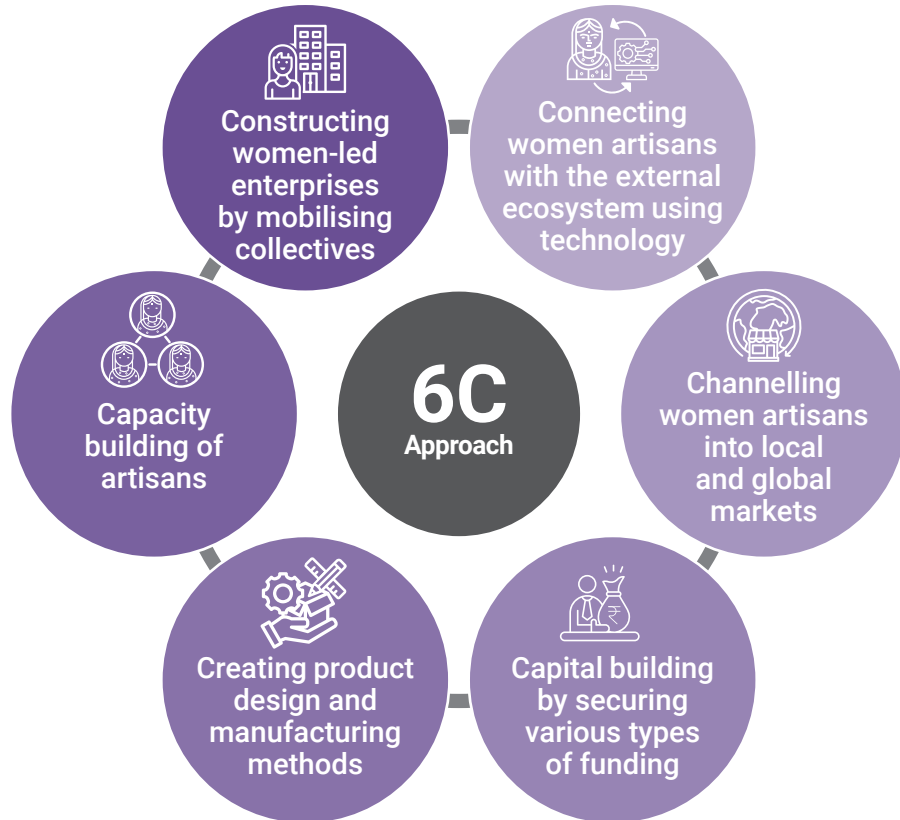 Constructing
women-led
enterprises
by mobilising
collectives
Connecting
women artisans
with the external
ecosystem using
technology
Capacity
building of
artisans
6C
Approach
Channelling
women artisans
into local
and global
markets
Creating product
design and
manufacturing
methods
Capital building
by securing
various types
of funding
₹